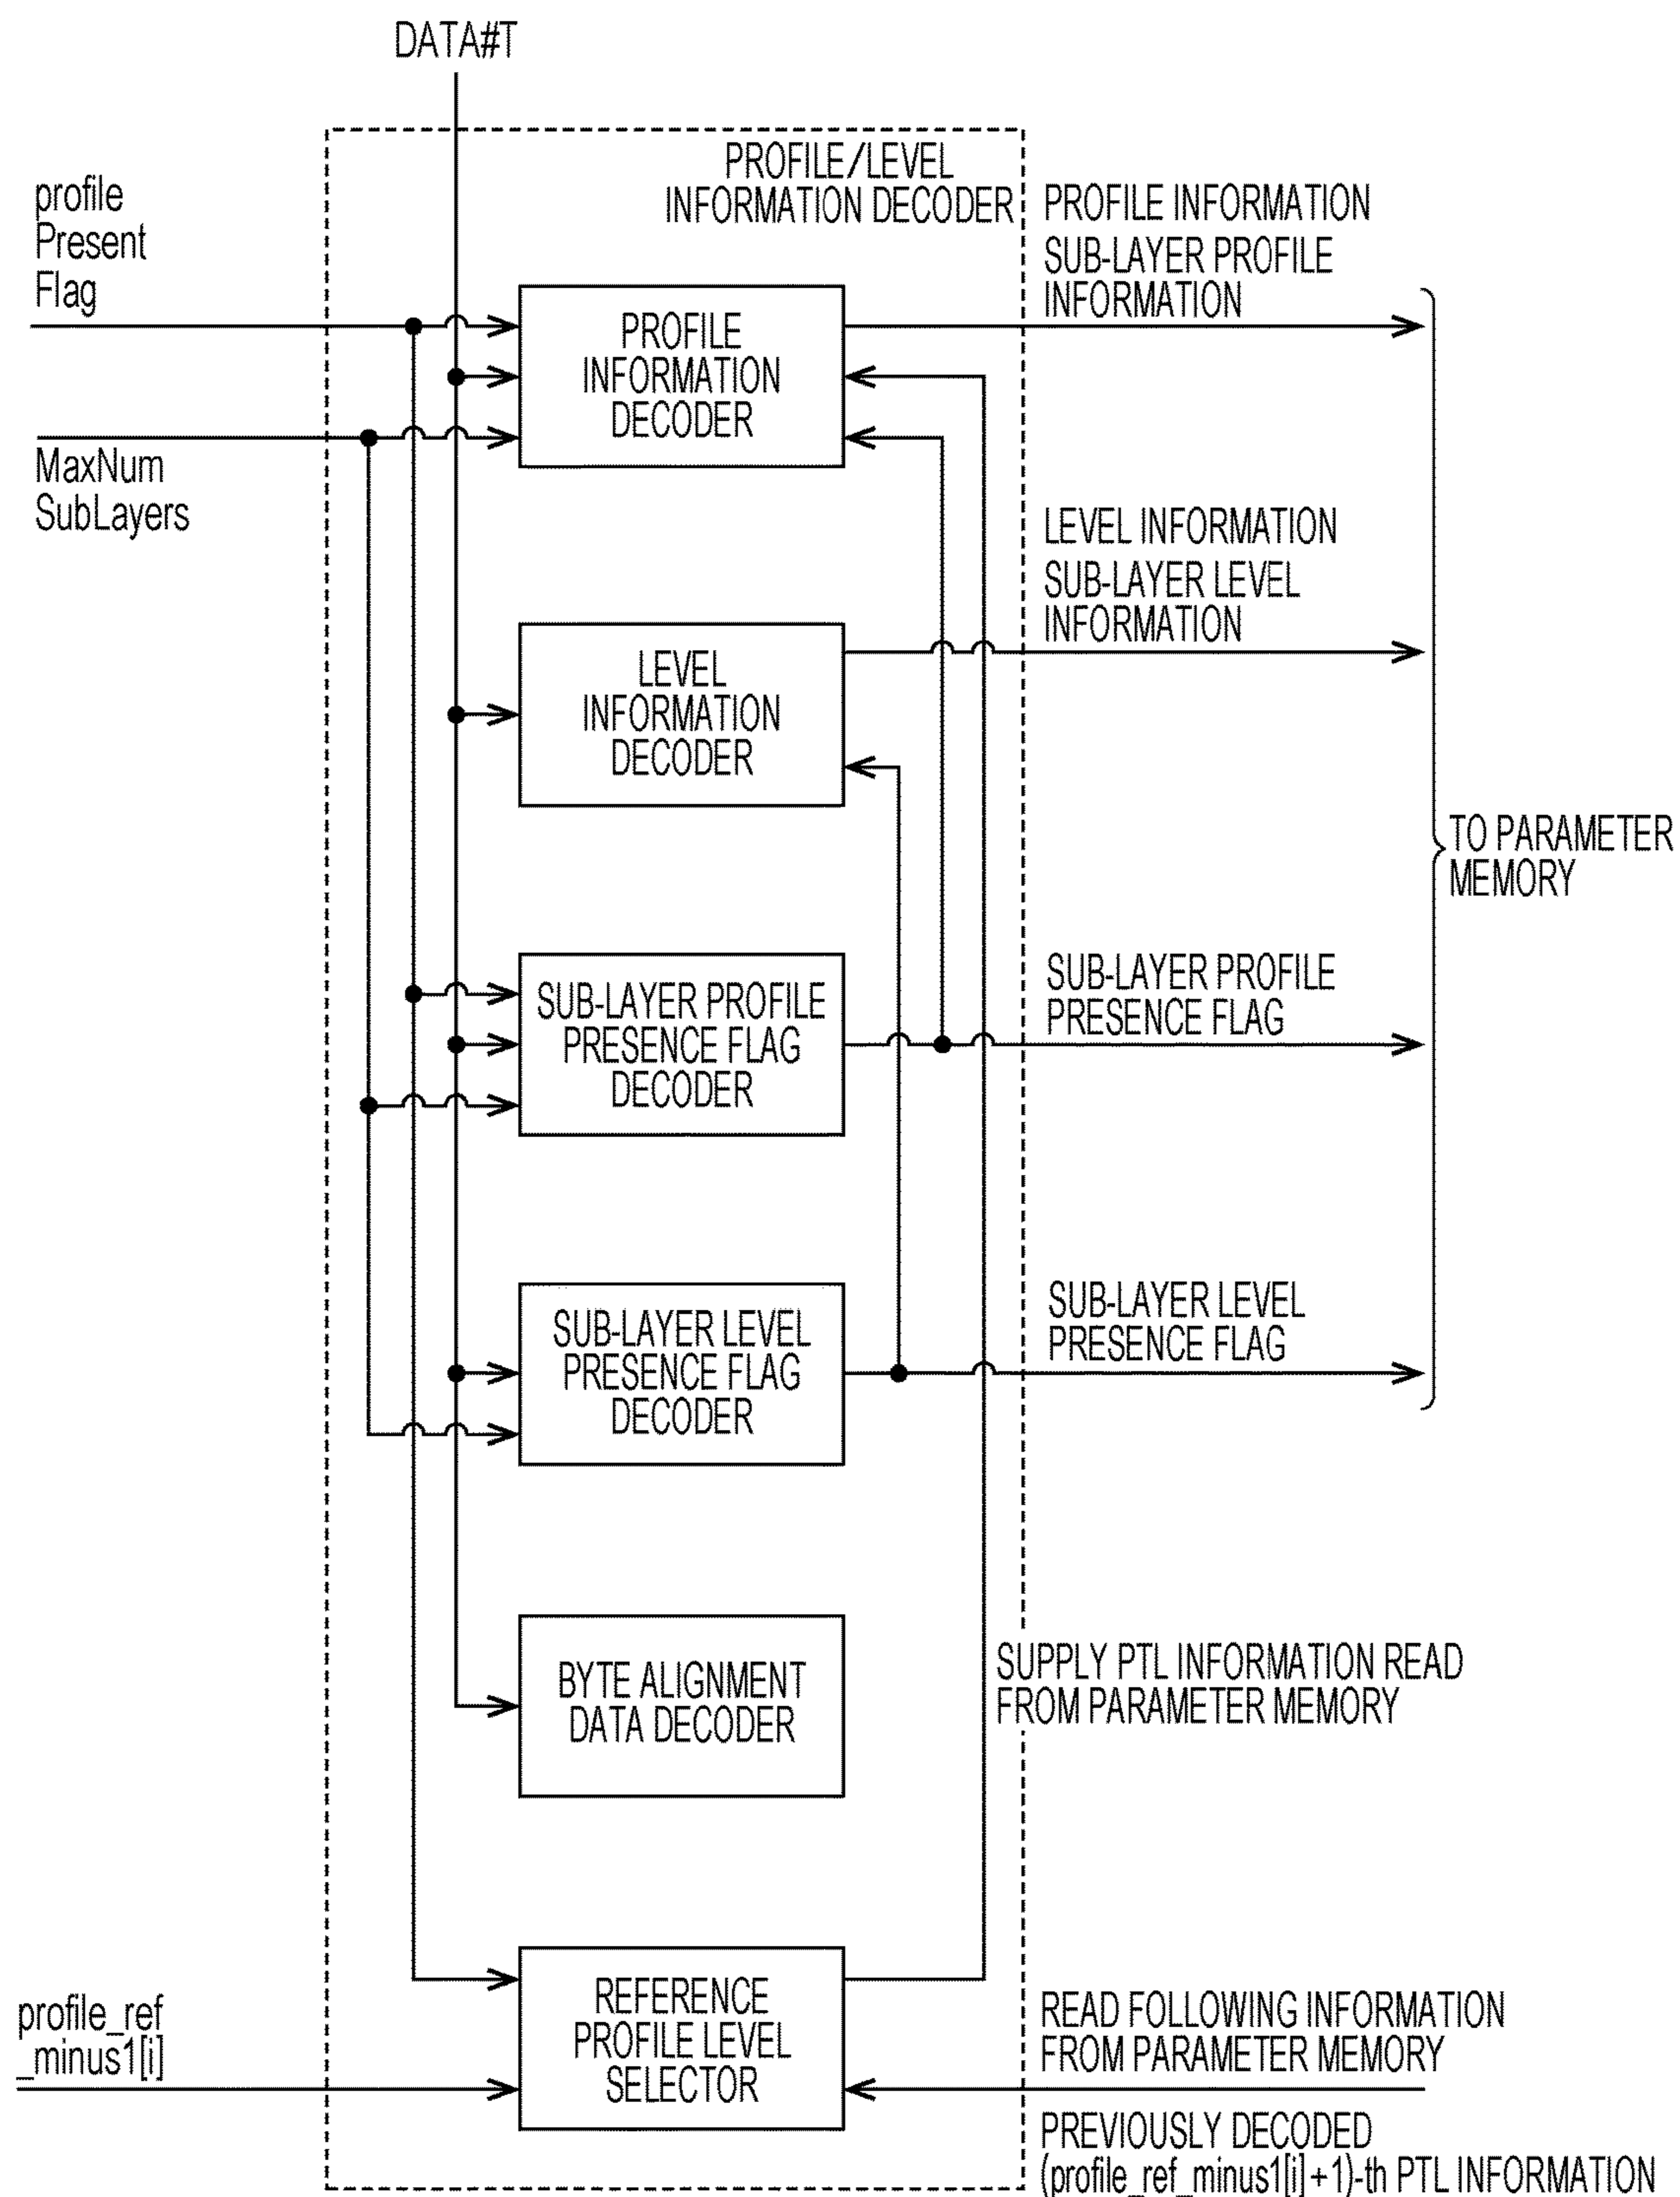 DATA#T
PROFILE/LEVEL
INFORMATION DECODER
profile
Present
Flag
PROFILE INFORMATION
SUB-LAYER PROFILE
INFORMATION
PROFILE
INFORMATION
DECODER
MaxNum
SubLayers
LEVEL INFORMATION
SUB-LAYER LEVEL
INFORMATION
LEVEL
INFORMATION
DECODER
TO PARAMETER
MEMORY
SUB-LAYER PROFILE
PRESENCE FLAG
DECODER
SUB-LAYER PROFILE
PRESENCE FLAG
SUB-LAYER LEVEL
PRESENCE FLAG
DECODER
SUB-LAYER LEVEL
PRESENCE FLAG
BYTE ALIGNMENT
DATA DECODER
SUPPLY PTL INFORMATION READ
FROM PARAMETER MEMORY
profile_ref
_minus1[i]
REFERENCE
PROFILE LEVEL
SELECTOR
READ FOLLOWING INFORMATION
FROM PARAMETER MEMORY
PREVIOUSLY DECODED
(profile_ref_minus1[i]+1)-th PTL INFORMATION